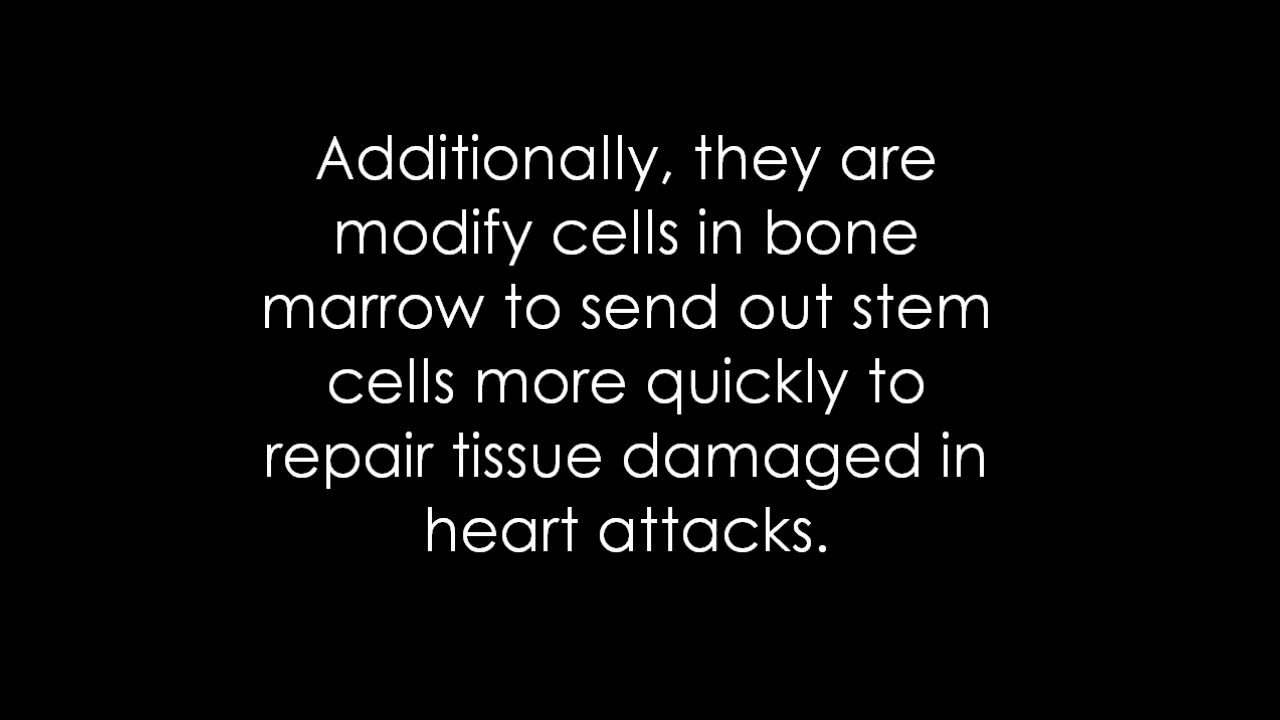 Additionally, they are
modify cells in bone
marrow to send out stem
cells more quickly to
repair tissue damaged in
heart attacks.